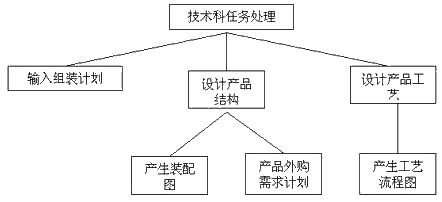 技术科任务处理
输入组装计划
设计产品
结构
设计产品工
艺
产生装配
图
产品外购
需求计划
产生工艺
流程图